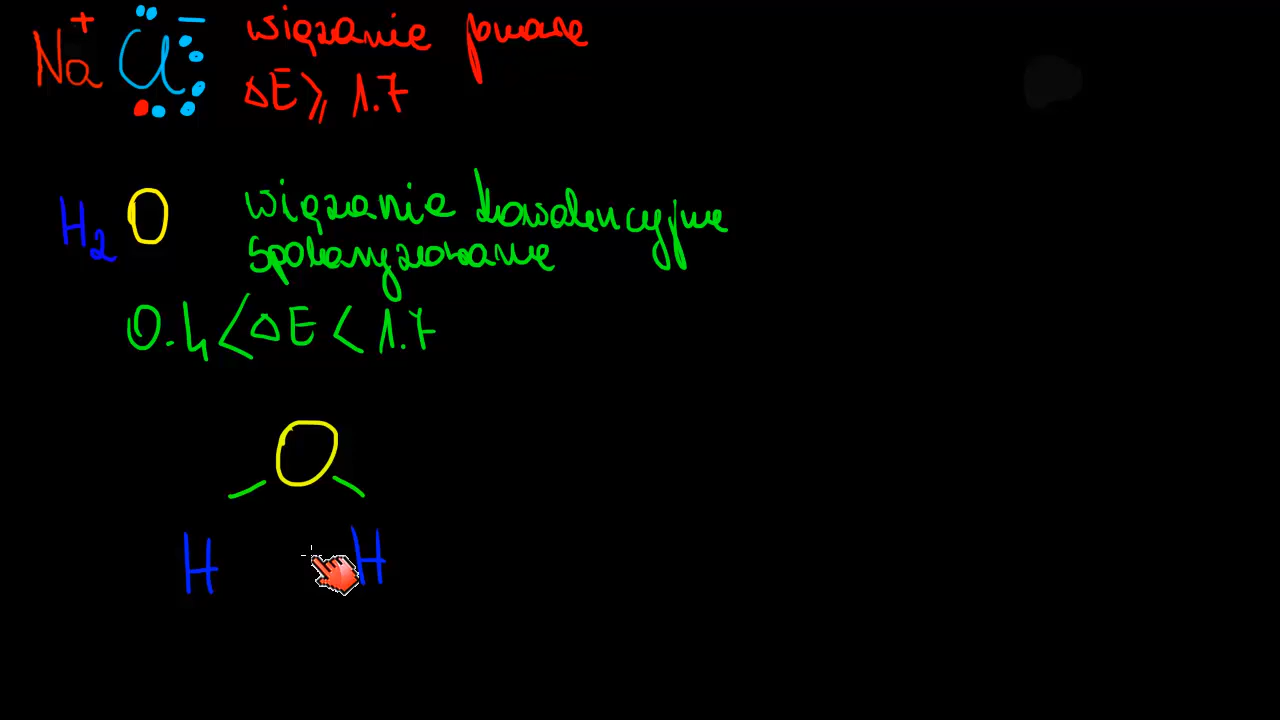 Na⁺ Cl⁻ wiązanie jonowe
ΔE ⩾ 1.7
H₂O wiązanie kowalencyjne
spolaryzowane
0.4 < ΔE < 1.7
O
H H